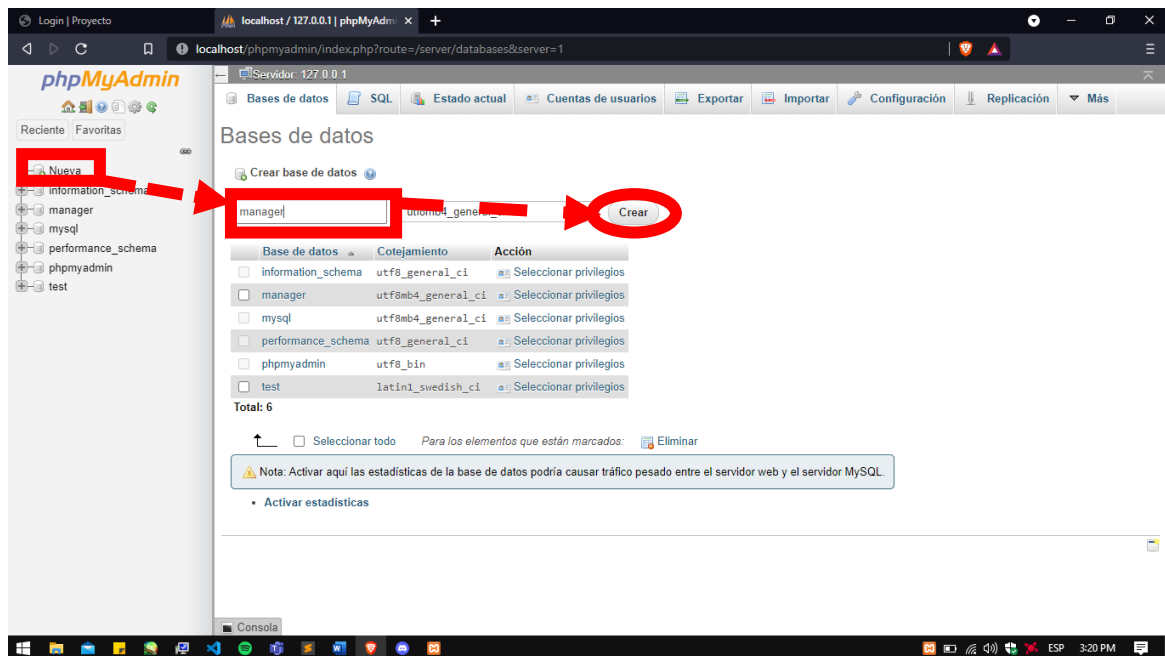 Login | Proyecto
localhost / 127.0.0.1 | phpMyAdmi
localhost/phpmyadmin/index.php?route=/server/databases&server=1
phpMyAdmin
Reciente Favoritas
Nueva
information_schema
manager
mysql
performance_schema
phpmyadmin
test
Servidor: 127.0.0.1
Bases de datos SQL Estado actual Cuentas de usuarios Exportar Importar Configuración Replicación Más
Bases de datos
Crear base de datos
manager Crear
Base de datos Cotejamiento Acción
information_schema utf8_general_ci Seleccionar privilegios
manager utf8mb4_general_ci Seleccionar privilegios
mysql utf8mb4_general_ci Seleccionar privilegios
performance_schema utf8_general_ci Seleccionar privilegios
phpmyadmin utf8_bin Seleccionar privilegios
test latin1_swedish_ci Seleccionar privilegios
Total: 6
Seleccionar todo Para los elementos que están marcados: Eliminar
Nota: Activar aquí las estadísticas de la base de datos podría causar tráfico pesado entre el servidor web y el servidor MySQL.
Activar estadísticas
Consola
ESP 3:20 PM